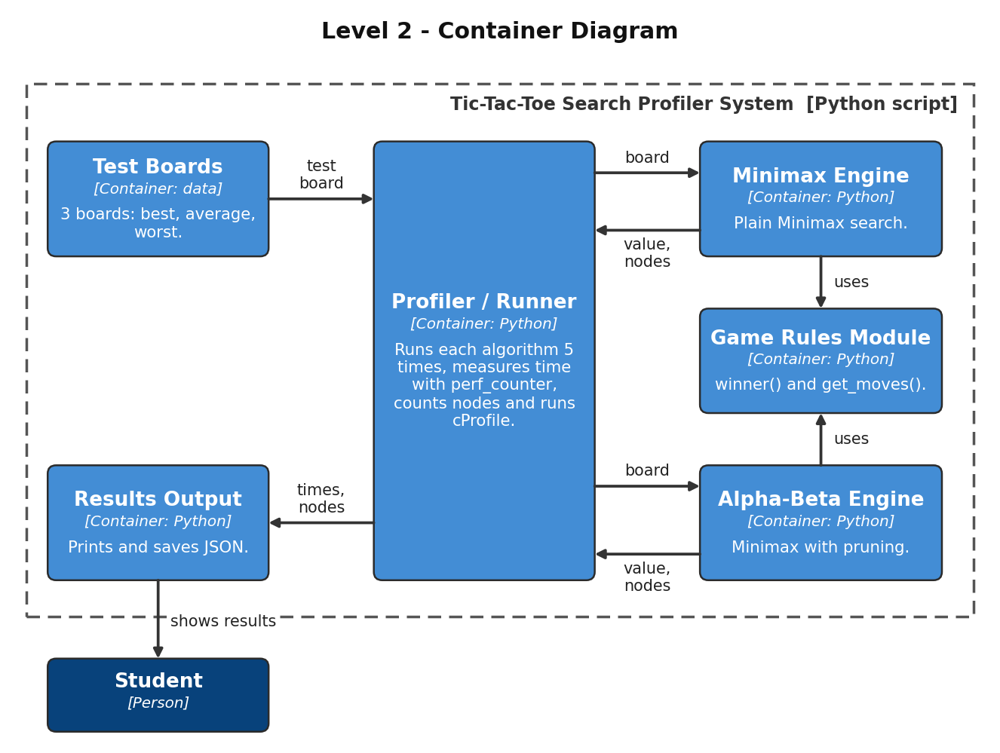 Level 2 - Container Diagram
Tic-Tac-Toe Search Profiler System  [Python script]
Test Boards
[Container: data]
3 boards: best, average,
worst.
test
board
Profiler / Runner
[Container: Python]
Runs each algorithm 5
times, measures time
with perf_counter,
counts nodes and runs
cProfile.
board
value,
nodes
Minimax Engine
[Container: Python]
Plain Minimax search.
uses
Game Rules Module
[Container: Python]
winner() and get_moves().
uses
board
value,
nodes
Alpha-Beta Engine
[Container: Python]
Minimax with pruning.
times,
nodes
Results Output
[Container: Python]
Prints and saves JSON.
shows results
Student
[Person]